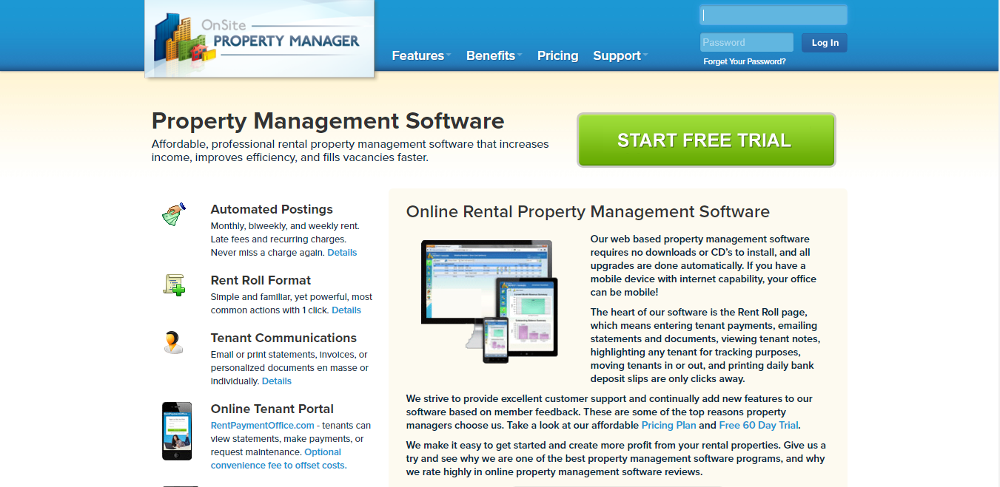 OnSite
PROPERTY MANAGER
Features
Benefits
Pricing
Support
Password
Log In
Forget Your Password?
Property Management Software
Affordable, professional rental property management software that increases
income, improves efficiency, and fills vacancies faster.
START FREE TRIAL
Automated Postings
Monthly, biweekly, and weekly rent.
Late fees and recurring charges.
Never miss a charge again. Details
Rent Roll Format
Simple and familiar, yet powerful, most
common actions with 1 click. Details
Tenant Communications
Email or print statements, invoices, or
personalized documents en masse or
individually. Details
Online Tenant Portal
RentPaymentOffice.com - tenants can
view statements, make payments, or
request maintenance. Optional
convenience fee to offset costs.
Online Rental Property Management Software
Our web based property management software
requires no downloads or CD's to install, and all
upgrades are done automatically. If you have a
mobile device with internet capability, your office
can be mobile!
The heart of our software is the Rent Roll page,
which means entering tenant payments, emailing
statements and documents, viewing tenant notes,
highlighting any tenant for tracking purposes,
moving tenants in or out, and printing daily bank
deposit slips are only clicks away.
We strive to provide excellent customer support and continually add new features to our
software based on member feedback. These are some of the top reasons property
managers choose us. Take a look at our affordable Pricing Plan and Free 60 Day Trial.
We make it easy to get started and create more profit from your rental properties. Give us a
try and see why we are one of the best property management software programs, and why
we rate highly in online property management software reviews.